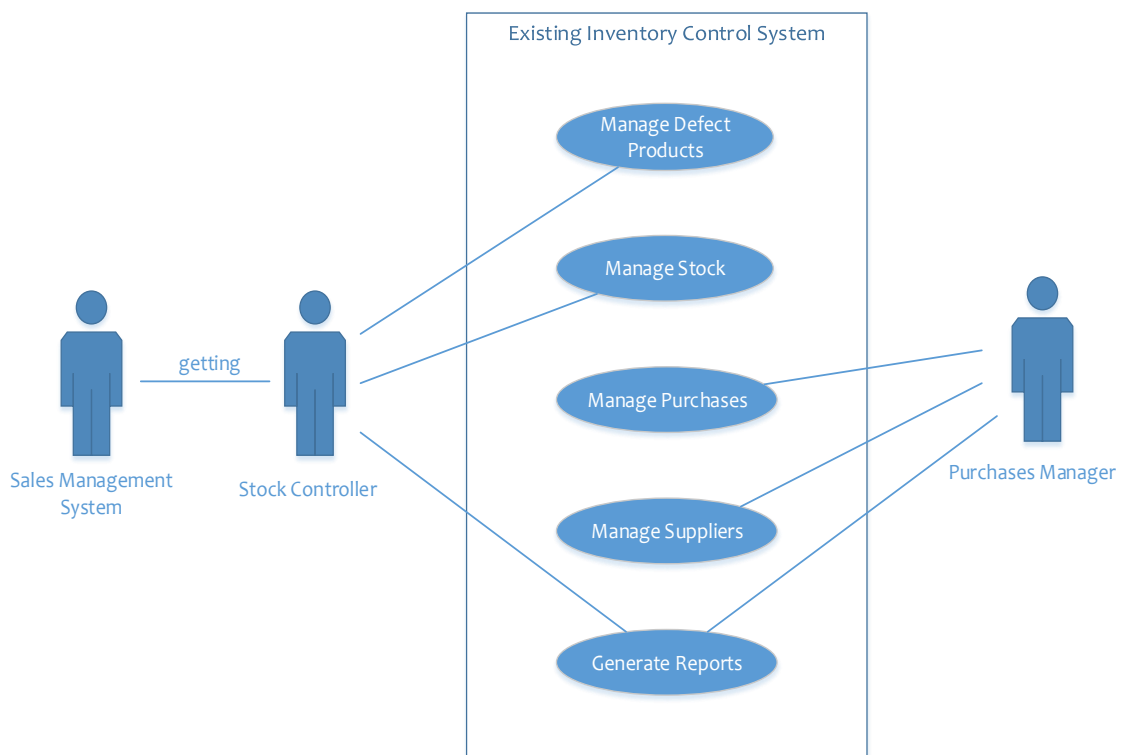 Existing Inventory Control System
Manage Defect
Products
Manage Stock
getting
Manage Purchases
Sales Management
System
Stock Controller
Purchases Manager
Manage Suppliers
Generate Reports